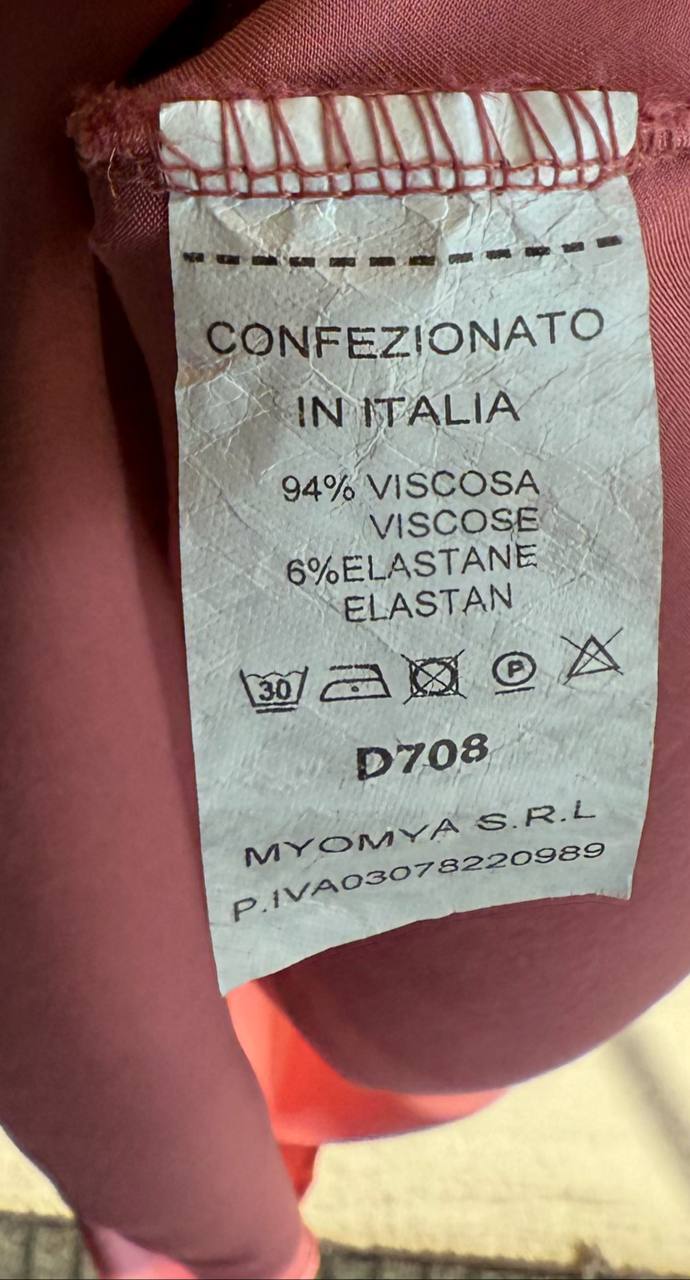 CONFEZIONATO
IN ITALIA
94% VISCOSA
VISCOSE
6%ELASTANE
ELASTAN
30 P
D708
MYOMYA S.R.L
P.IVA03078220989